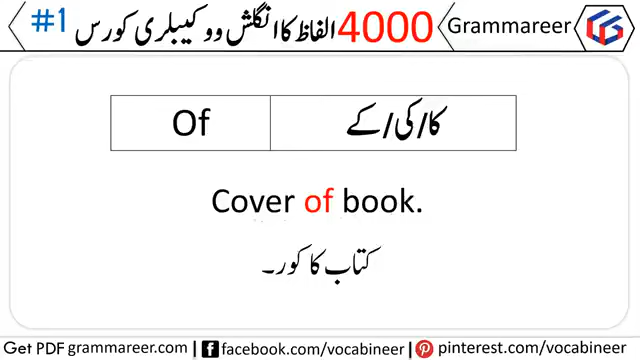 #1 4000 الفاظ کا انگلش ووکیبلری کورس Grammareer
Of کا/کی/کے
Cover of book.
کتاب کا کور۔
Get PDF grammareer.com | facebook.com/vocabineer | pinterest.com/vocabineer